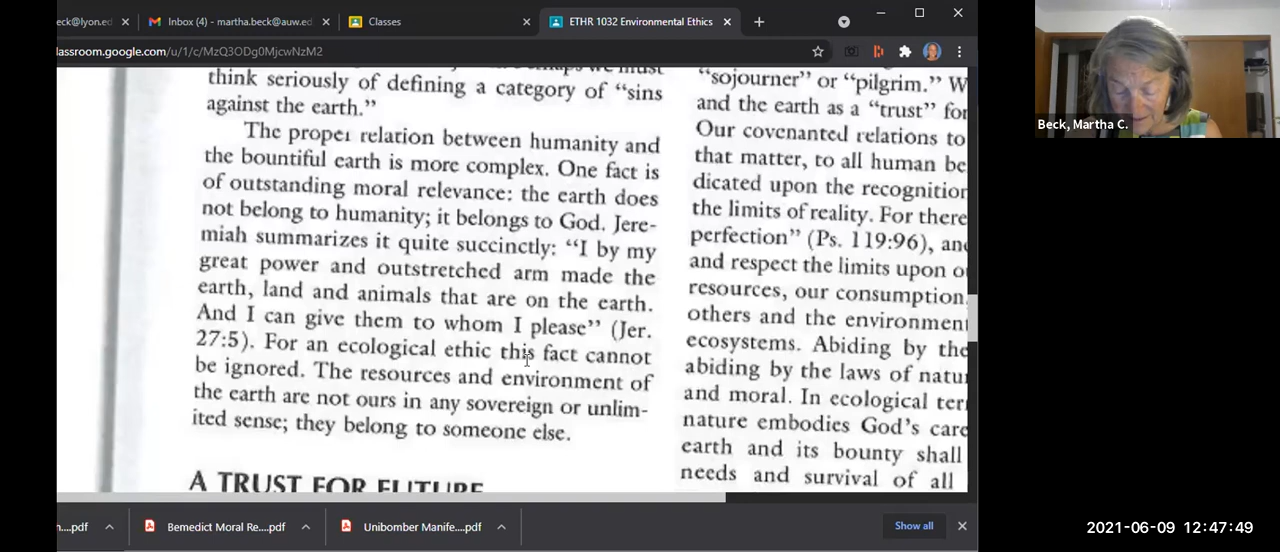 eck@lyon.ed
Inbox (4) - martha.beck@auw.ed
Classes
ETHR 1032 Environmental Ethics
lassroom.google.com/u/1/c/MzQ3ODg0MjcwNzM2
Beck, Martha C.
we must
think seriously of defining a category of “sins
against the earth.”
The proper relation between humanity and
the bountiful earth is more complex. One fact is
of outstanding moral relevance: the earth does
not belong to humanity; it belongs to God. Jere-
miah summarizes it quite succinctly: “I by my
great power and outstretched arm made the
earth, land and animals that are on the earth.
And I can give them to whom I please” (Jer.
27:5). For an ecological ethic this fact cannot
be ignored. The resources and environment of
the earth are not ours in any sovereign or unlim-
ited sense; they belong to someone else.
A TRUST FOR FUTURE
“sojourner” or “pilgrim.” W
and the earth as a “trust” for
Our covenanted relations to
that matter, to all human be
dicated upon the recognition
the limits of reality. For there
perfection” (Ps. 119:96), and
and respect the limits upon o
resources, our consumption,
others and the environment
ecosystems. Abiding by the
abiding by the laws of natu
and moral. In ecological ter
nature embodies God’s care
earth and its bounty shall
needs and survival of all
n....pdf
Bemedict Moral Re....pdf
Unibomber Manife....pdf
Show all
2021-06-09 12:47:49